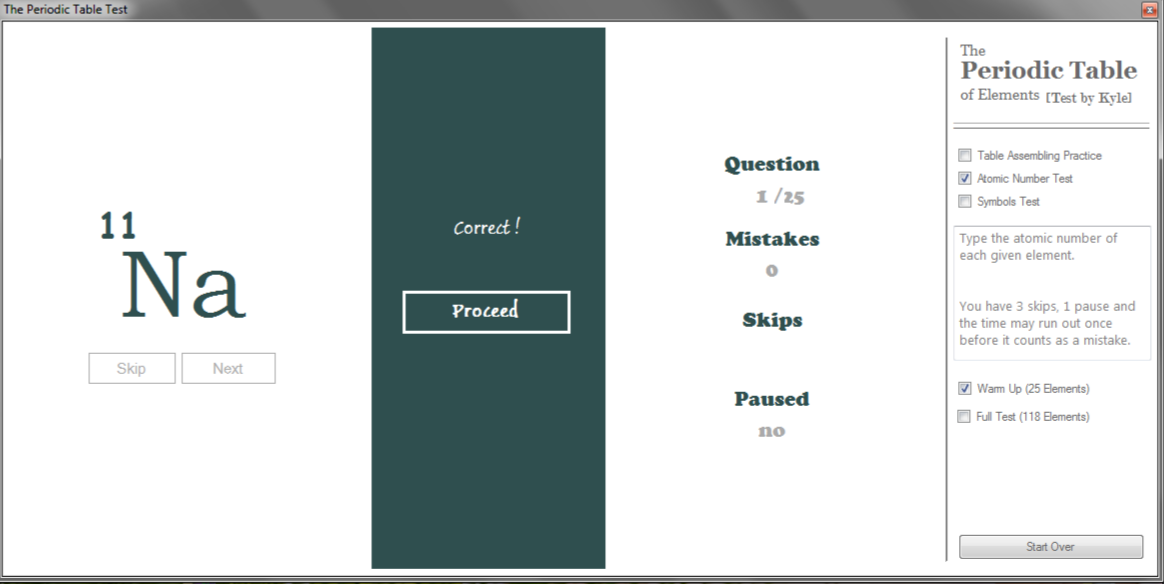 The Periodic Table Test
11
Na
Skip
Next
Correct !
Proceed
Question
1 /25
Mistakes
0
Skips
Paused
no
The
Periodic Table
of Elements [Test by Kyle]
Table Assembling Practice
Atomic Number Test
Symbols Test
Type the atomic number of
each given element.
You have 3 skips, 1 pause and
the time may run out once
before it counts as a mistake.
Warm Up (25 Elements)
Full Test (118 Elements)
Start Over